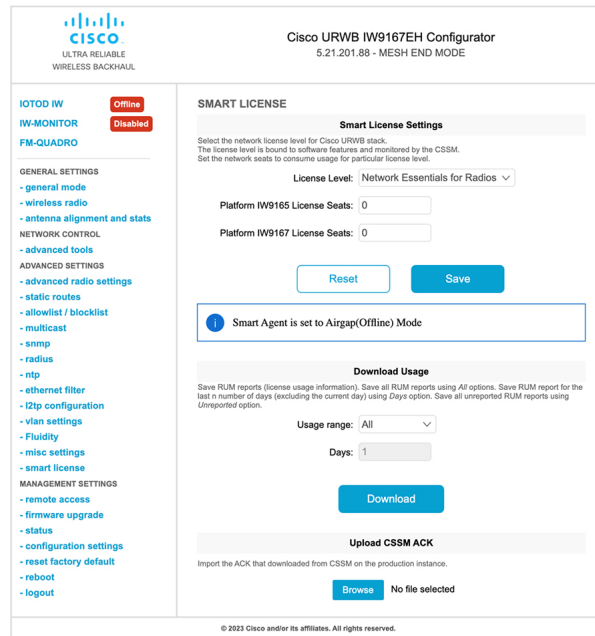 CISCO
ULTRA RELIABLE
WIRELESS BACKHAUL
Cisco URWB IW9167EH Configurator
5.21.201.88 - MESH END MODE
IOTOD IW Offline
IW-MONITOR Disabled
FM-QUADRO
GENERAL SETTINGS
- general mode
- wireless radio
- antenna alignment and stats
NETWORK CONTROL
- advanced tools
ADVANCED SETTINGS
- advanced radio settings
- static routes
- allowlist / blocklist
- multicast
- snmp
- radius
- ntp
- ethernet filter
- l2tp configuration
- vlan settings
- Fluidity
- misc settings
- smart license
MANAGEMENT SETTINGS
- remote access
- firmware upgrade
- status
- configuration settings
- reset factory default
- reboot
- logout
SMART LICENSE
Smart License Settings
Select the network license level for Cisco URWB stack.
The license level is bound to software features and monitored by the CSSM.
Set the network seats to consume usage for particular license level.
License Level: Network Essentials for Radios
Platform IW9165 License Seats: 0
Platform IW9167 License Seats: 0
Reset Save
i Smart Agent is set to Airgap(Offline) Mode
Download Usage
Save RUM reports (license usage information). Save all RUM reports using All options. Save RUM report for the
last n number of days (excluding the current day) using Days option. Save all unreported RUM reports using
Unreported option.
Usage range: All
Days: 1
Download
Upload CSSM ACK
Import the ACK that downloaded from CSSM on the production instance.
Browse No file selected
© 2023 Cisco and/or its affiliates. All rights reserved.